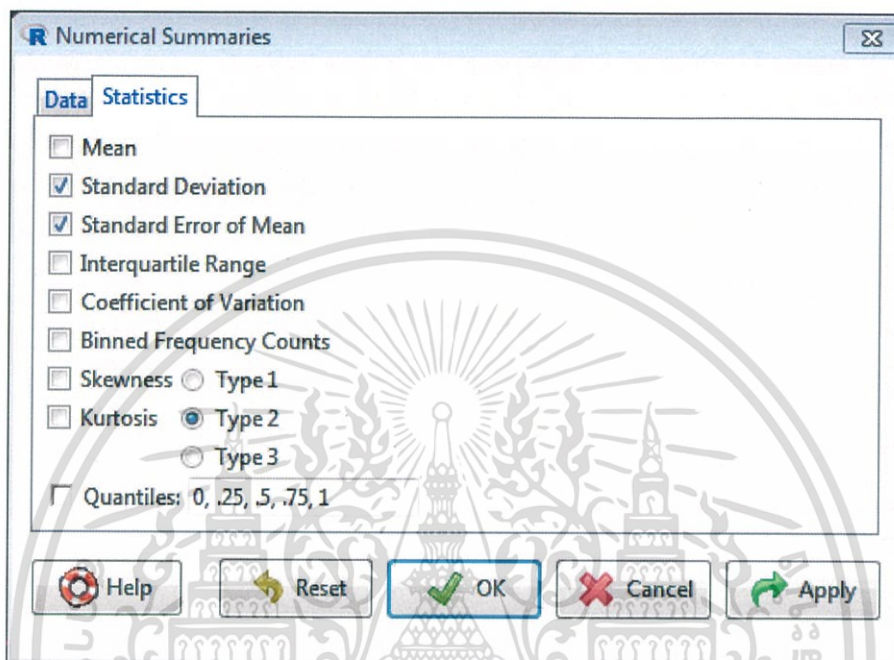 R Numerical Summaries
Data Statistics
Mean
Standard Deviation
Standard Error of Mean
Interquartile Range
Coefficient of Variation
Binned Frequency Counts
Skewness Type 1
Kurtosis Type 2
Type 3
Quantiles: 0, .25, .5, .75, 1
Help Reset OK Cancel Apply